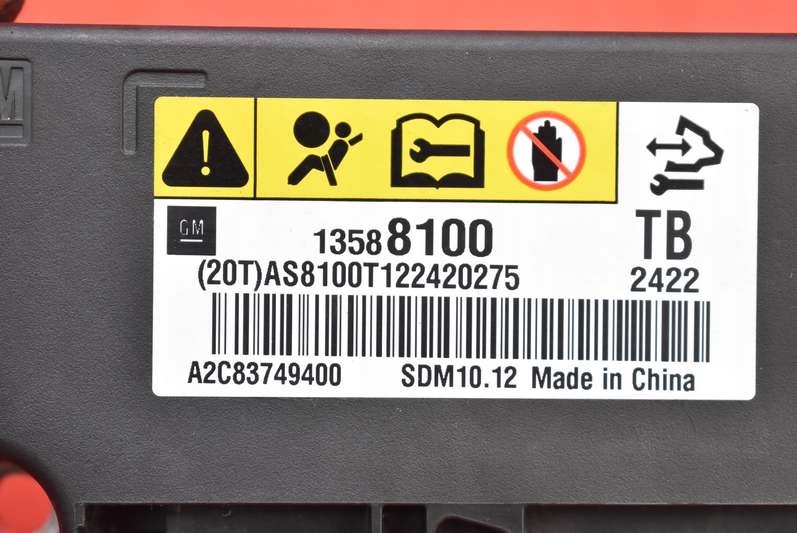 GM
13588100
TB
(20T)AS8100T122420275
2422
A2C83749400
SDM10.12 Made in China